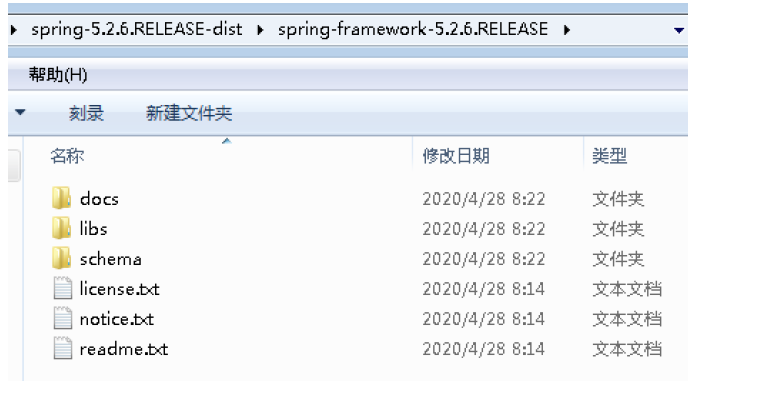 spring-5.2.6.RELEASE-dist spring-framework-5.2.6.RELEASE
帮助(H)
刻录 新建文件夹
名称 修改日期 类型
docs 2020/4/28 8:22 文件夹
libs 2020/4/28 8:22 文件夹
schema 2020/4/28 8:22 文件夹
license.txt 2020/4/28 8:14 文本文档
notice.txt 2020/4/28 8:14 文本文档
readme.txt 2020/4/28 8:14 文本文档